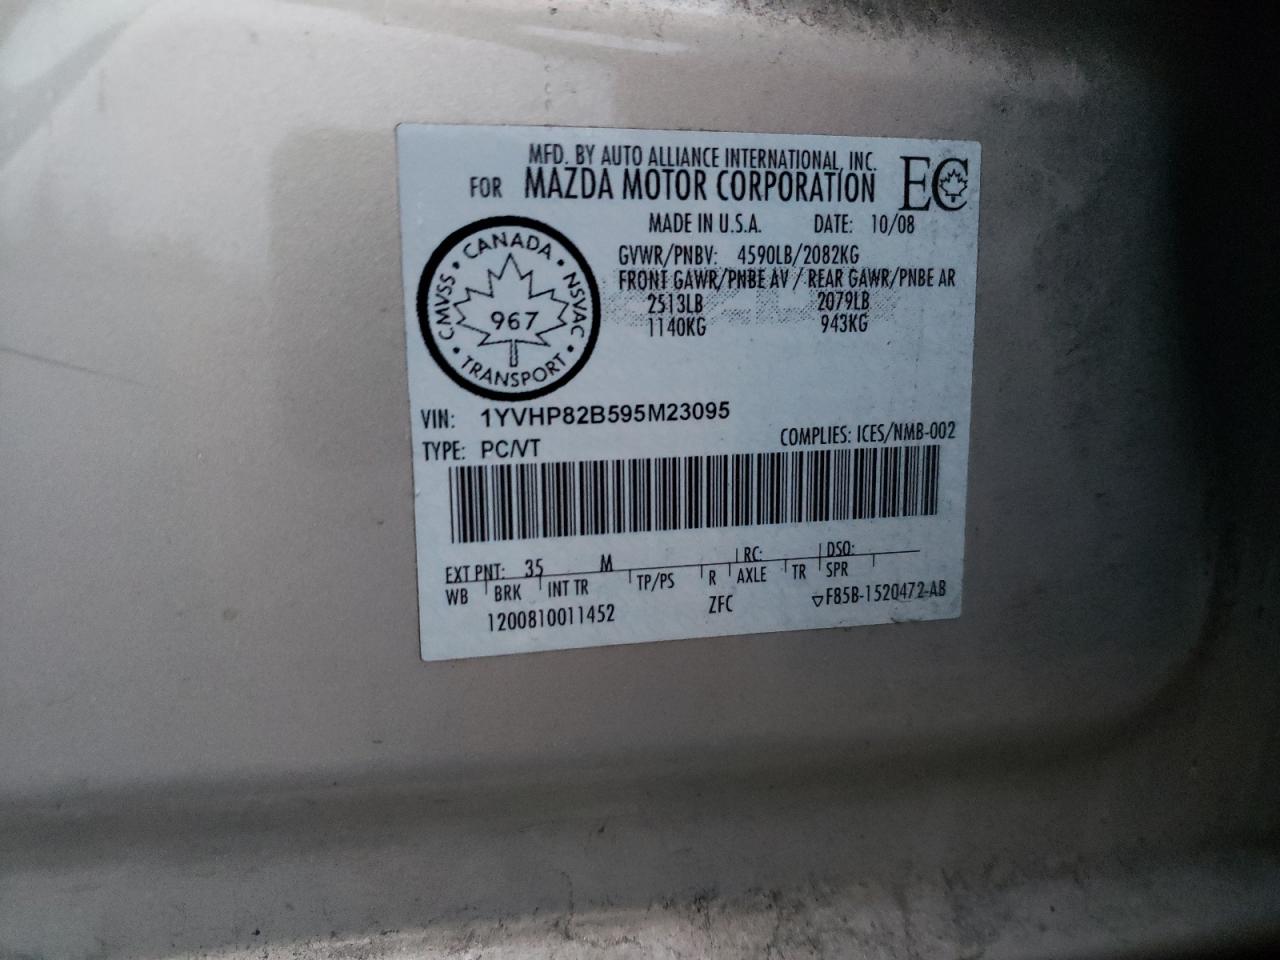 MFD. BY AUTO ALLIANCE INTERNATIONAL, INC.
FOR MAZDA MOTOR CORPORATION
EC
MADE IN U.S.A. DATE: 10/08
GVWR/PNBV: 4590LB/2082KG
FRONT GAWR/PNBE AV / REAR GAWR/PNBE AR
2513LB 2079LB
1140KG 943KG
CANADA
CMVSS • NSVAC
967
TRANSPORT
VIN: 1YVHP82B595M23095
TYPE: PC/VT COMPLIES: ICES/NMB-002
EXT PNT: 35 M RC: DSO:
WB BRK INT TR TP/PS R AXLE TR SPR
1200810011452 ZFC ▽F85B-1520472-AB